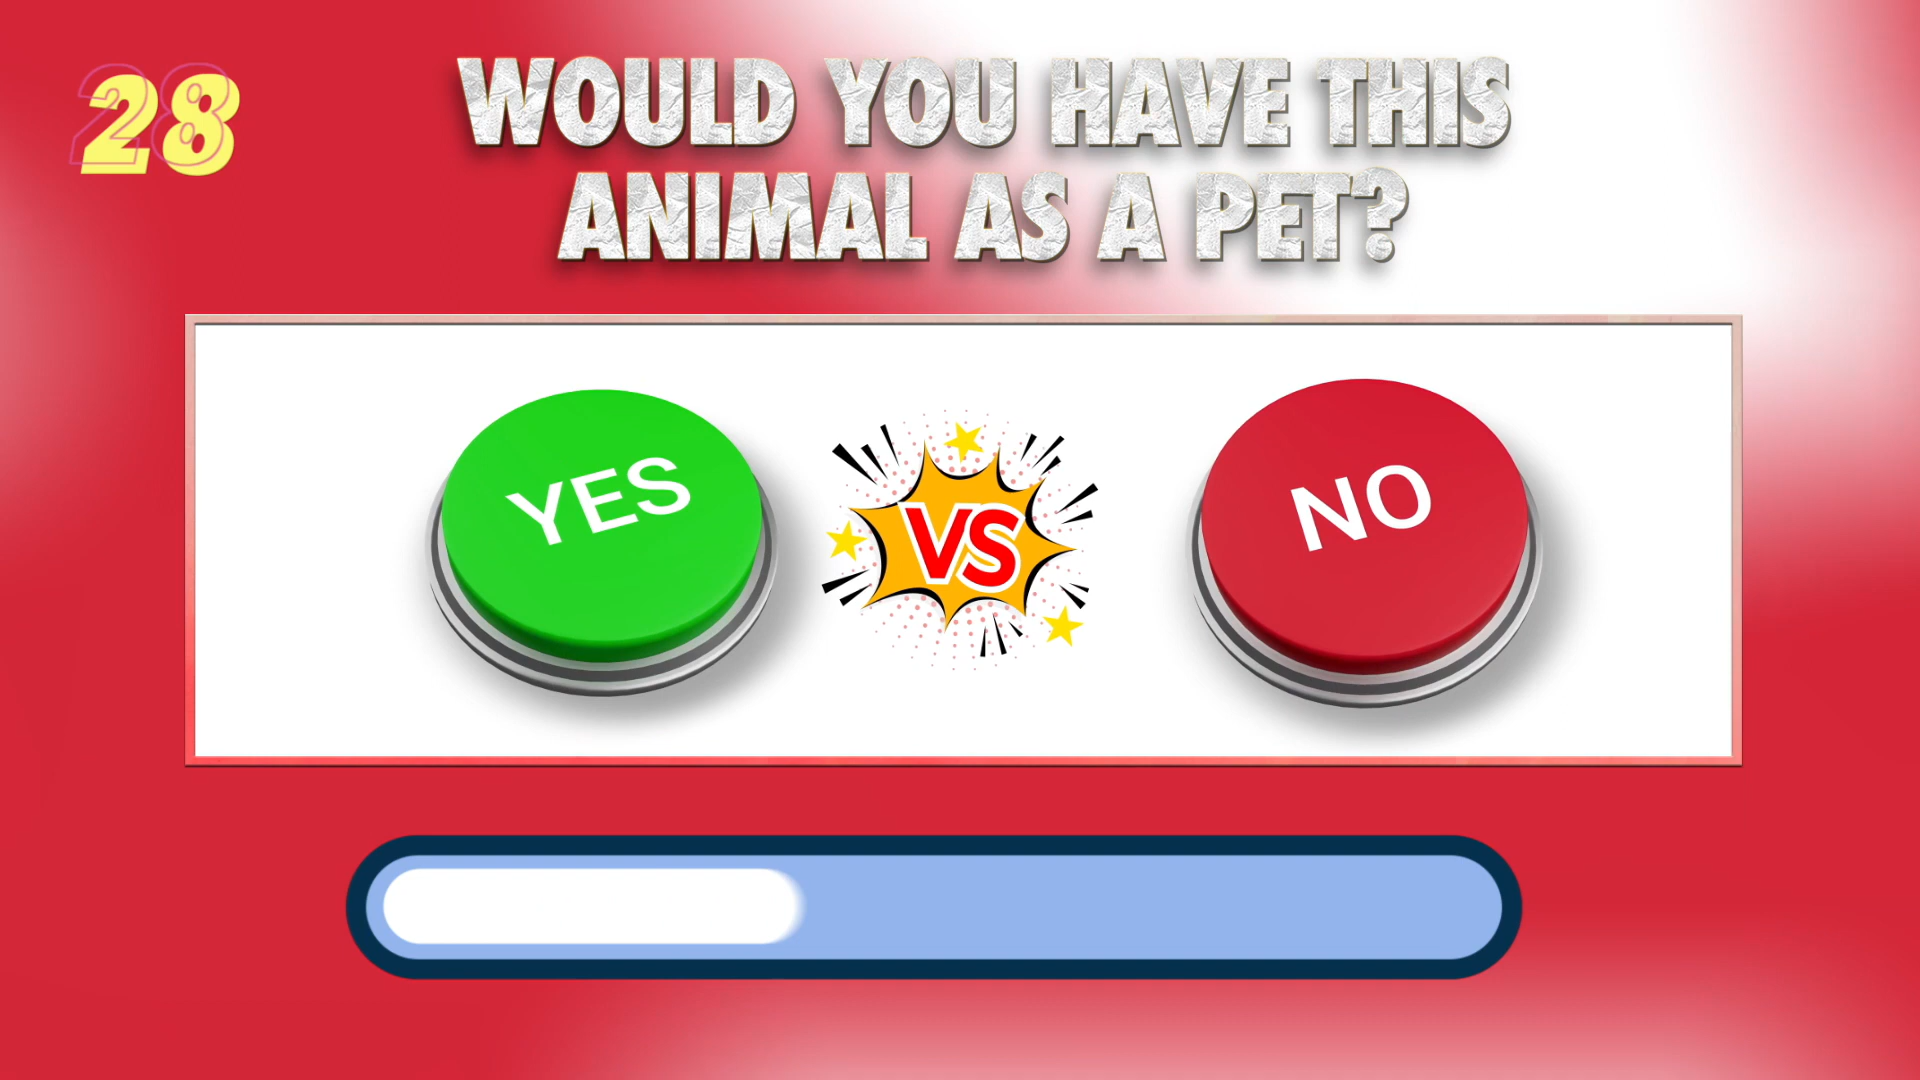 28
WOULD YOU HAVE THIS
ANIMAL AS A PET?
YES
VS
NO